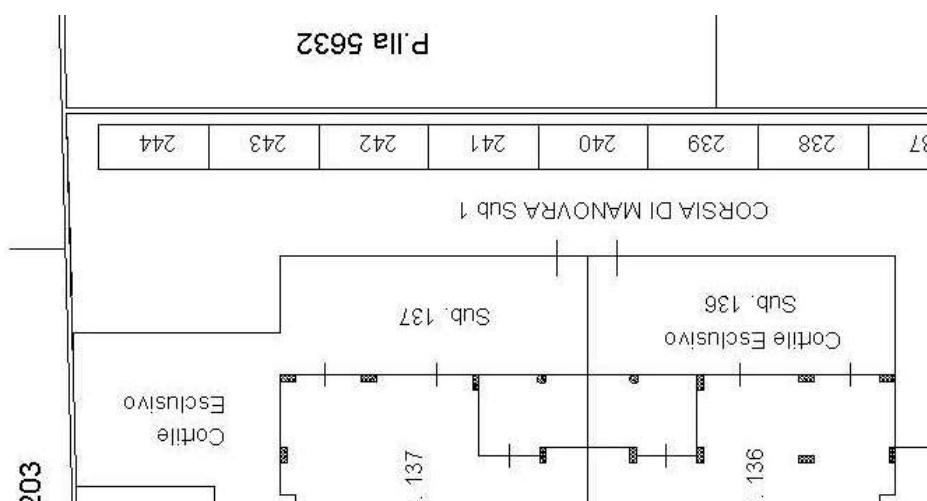 P.lla 5632
244 243 242 241 240 239 238 37
CORSIA DI MANOVRA Sub 1
Sub. 137
Sub. 136
Cortile Esclusivo
Cortile
Esclusivo
137
136
203